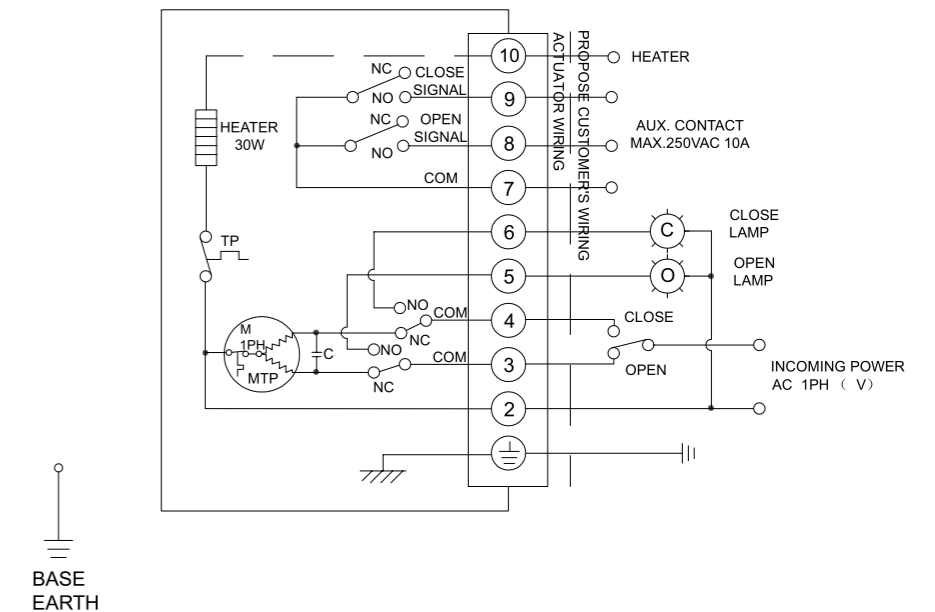 10
HEATER
NC
CLOSE
SIGNAL
NO
9
NC
OPEN
SIGNAL
NO
8
AUX. CONTACT
MAX.250VAC 10A
HEATER
30W
COM
7
ACTUATOR WIRING
PROPOSE CUSTOMER'S WIRING
6
C
CLOSE
LAMP
TP
5
O
OPEN
LAMP
NO
COM
4
CLOSE
NC
M
1PH
MTP
C
NO
COM
3
OPEN
NC
INCOMING POWER
AC 1PH ( V)
2
BASE
EARTH